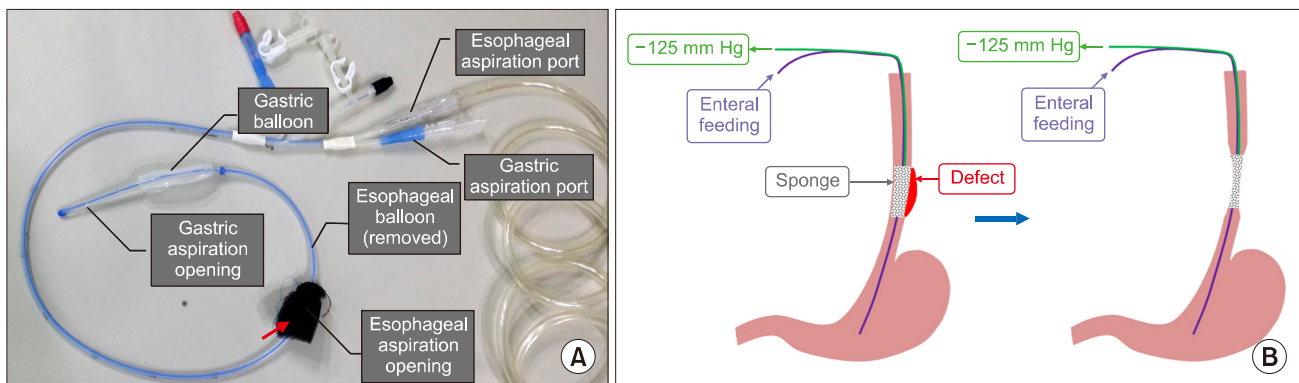 Esophageal
aspiration port
Gastric
balloon
Gastric
aspiration port
Esophageal
balloon
(removed)
Gastric
aspiration
opening
Esophageal
aspiration
opening
A
−125 mm Hg
Enteral
feeding
Sponge
Defect
−125 mm Hg
Enteral
feeding
B